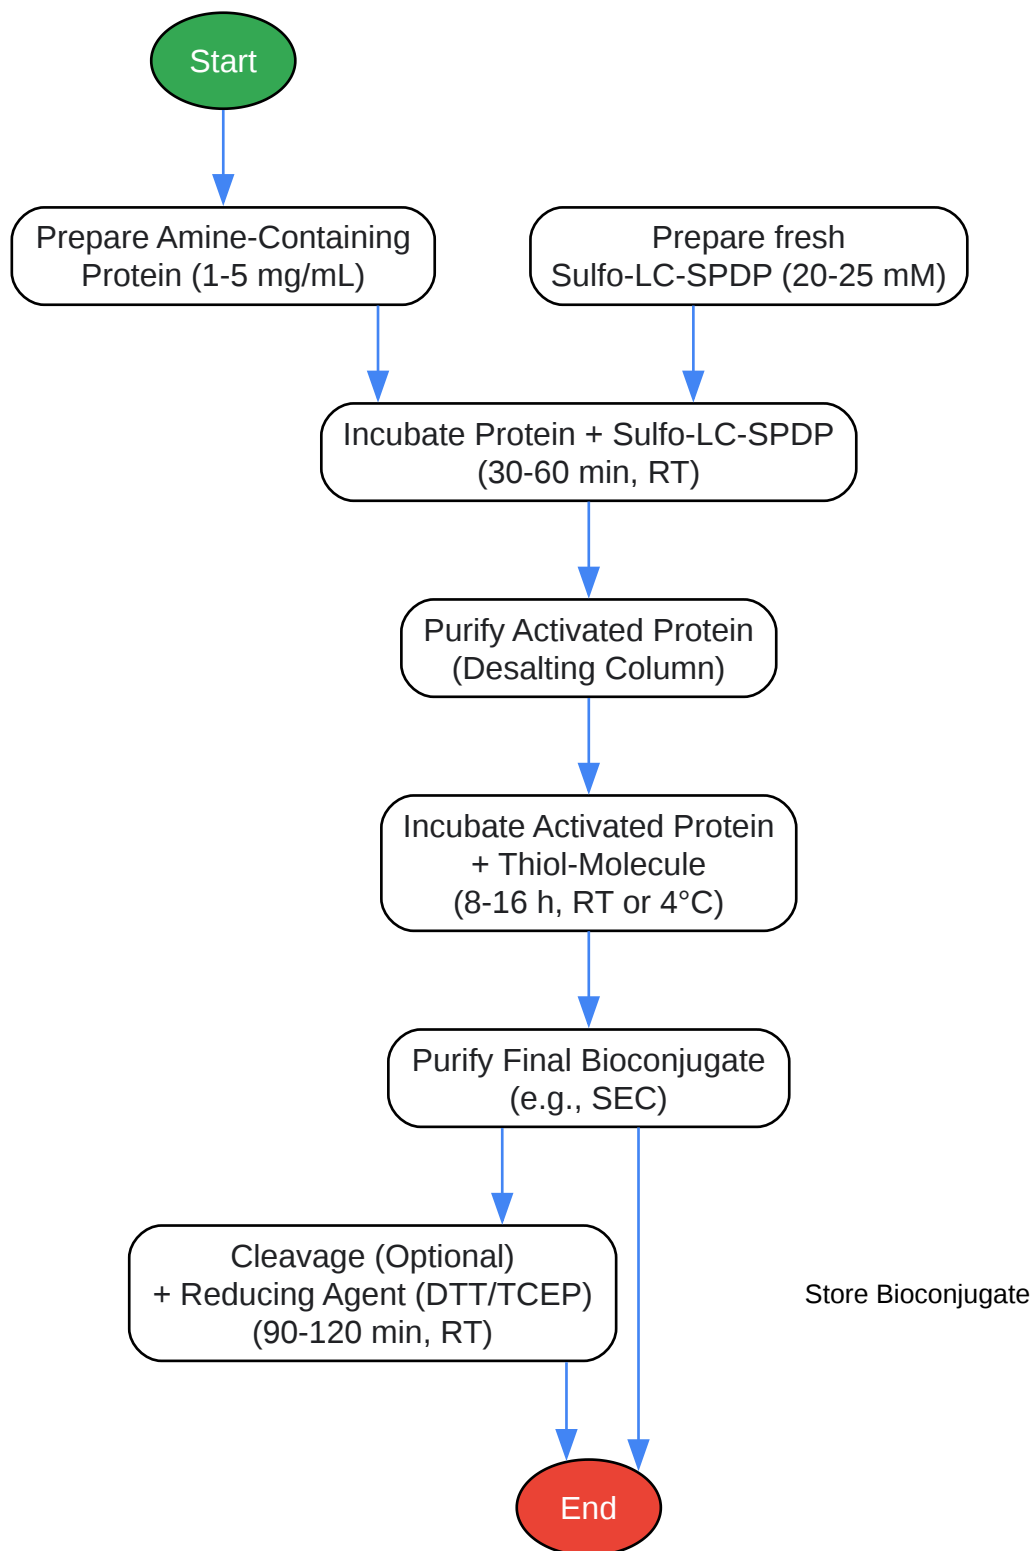 Start
Prepare Amine-Containing
Protein (1-5 mg/mL)
Prepare fresh
Sulfo-LC-SPDP (20-25 mM)
Incubate Protein + Sulfo-LC-SPDP
(30-60 min, RT)
Purify Activated Protein
(Desalting Column)
Incubate Activated Protein
+ Thiol-Molecule
(8-16 h, RT or 4°C)
Purify Final Bioconjugate
(e.g., SEC)
Cleavage (Optional)
+ Reducing Agent (DTT/TCEP)
(90-120 min, RT)
Store Bioconjugate
End